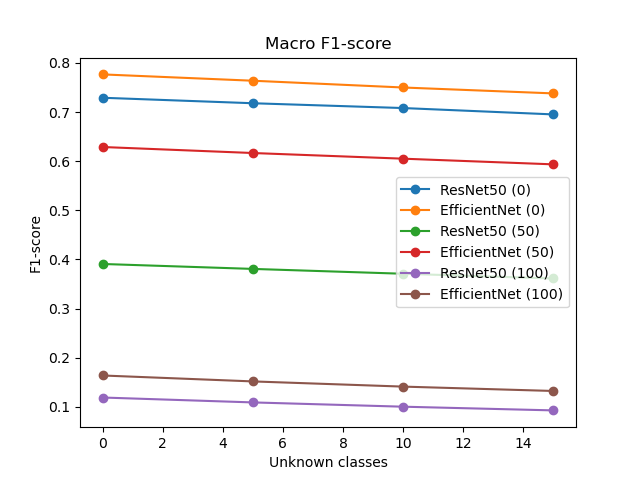 Macro F1-score
F1-score
0.8
0.7
0.6
0.5
0.4
0.3
0.2
0.1
ResNet50 (0)
EfficientNet (0)
ResNet50 (50)
EfficientNet (50)
ResNet50 (100)
EfficientNet (100)
0 2 4 6 8 10 12 14
Unknown classes